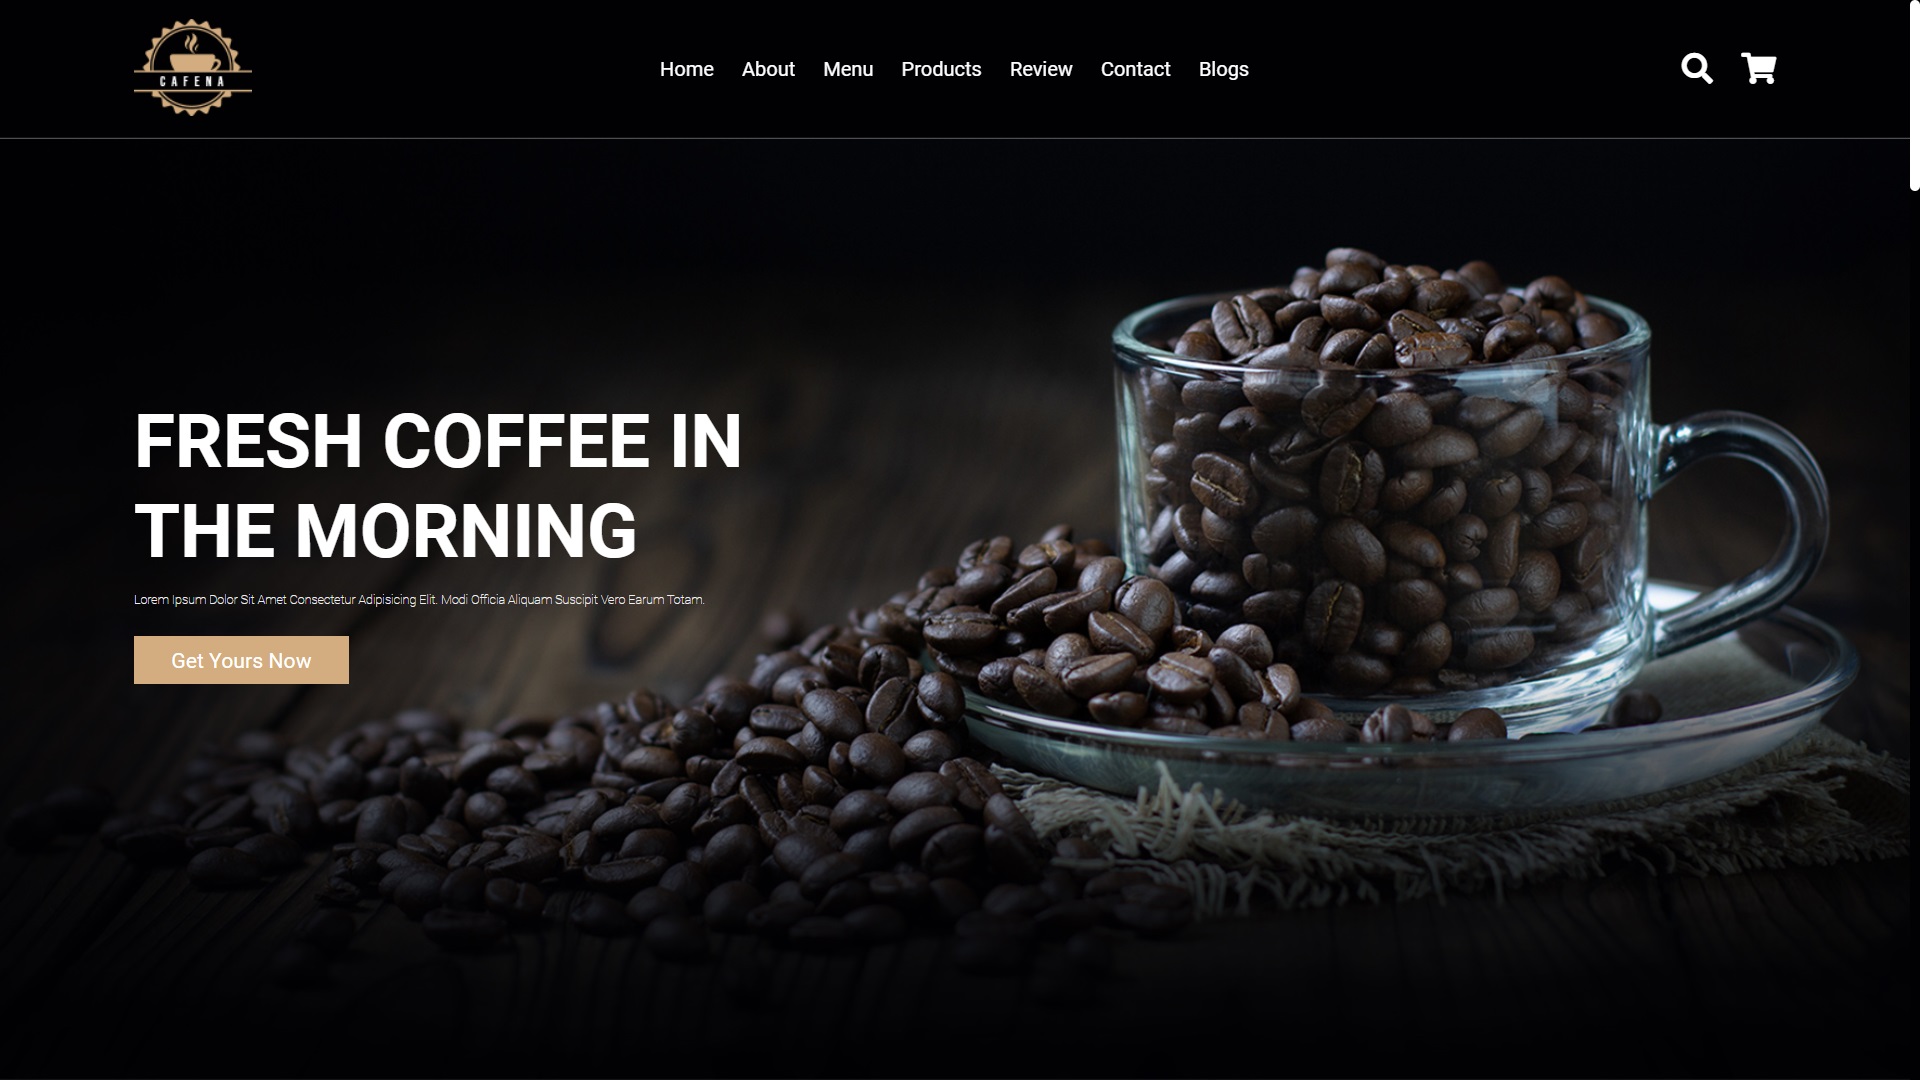 CAFENA
Home About Menu Products Review Contact Blogs
FRESH COFFEE IN
THE MORNING
Lorem Ipsum Dolor Sit Amet Consectetur Adipisicing Elit. Modi Officia Aliquam Suscipit Vero Earum Totam.
Get Yours Now